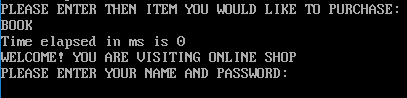 PLEASE ENTER THEN ITEM YOU WOULD LIKE TO PURCHASE:
BOOK
Time elapsed in ms is 0
WELCOME! YOU ARE VISITING ONLINE SHOP
PLEASE ENTER YOUR NAME AND PASSWORD: